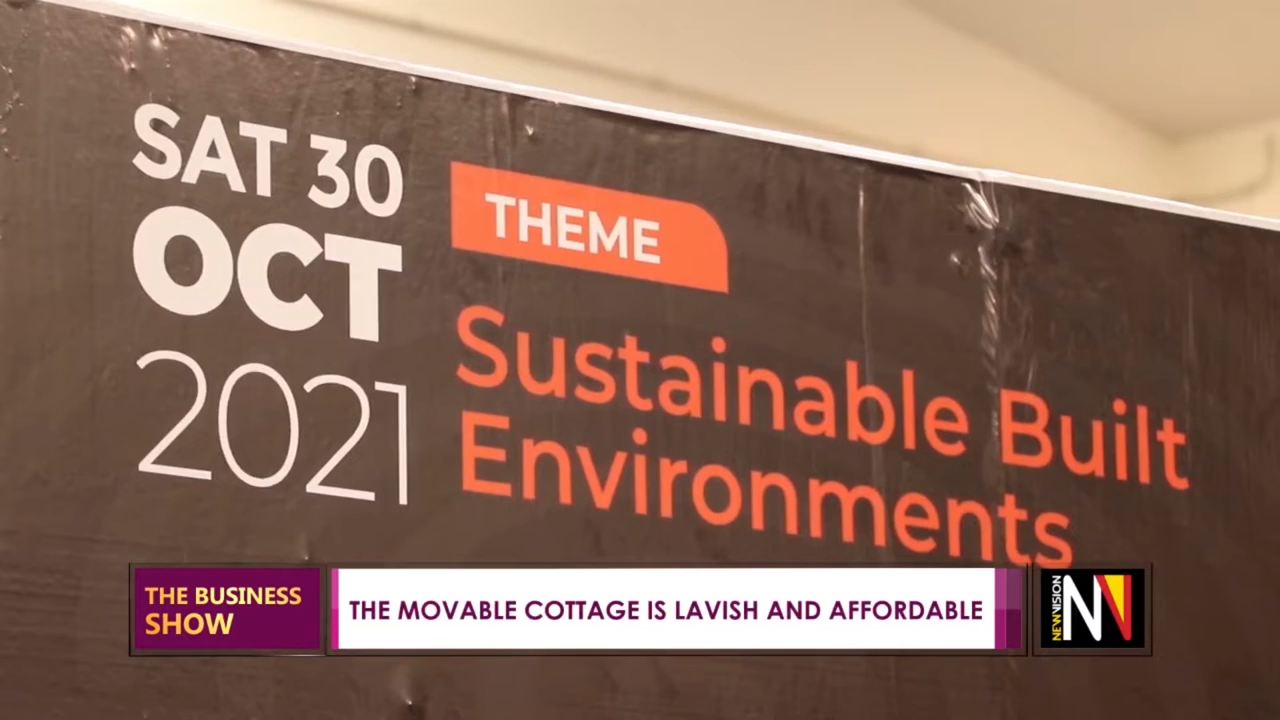 SAT 30
OCT
2021
THEME
Sustainable Built
Environments
THE BUSINESS
SHOW
THE MOVABLE COTTAGE IS LAVISH AND AFFORDABLE
NEW VISION
N